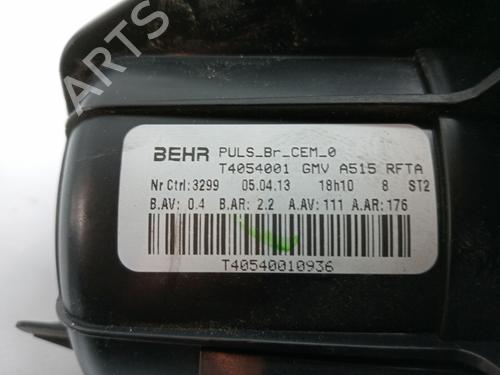 B-PARTS
BEHR PULS_Br_CEM_0
T4054001 GMV A515 RFTA
Nr Ctrl:3299 05.04.13 18h10 8 ST2
B.AV: 0.4 B.AR: 2.2 A.AV: 111 A.AR:176
T40540010936